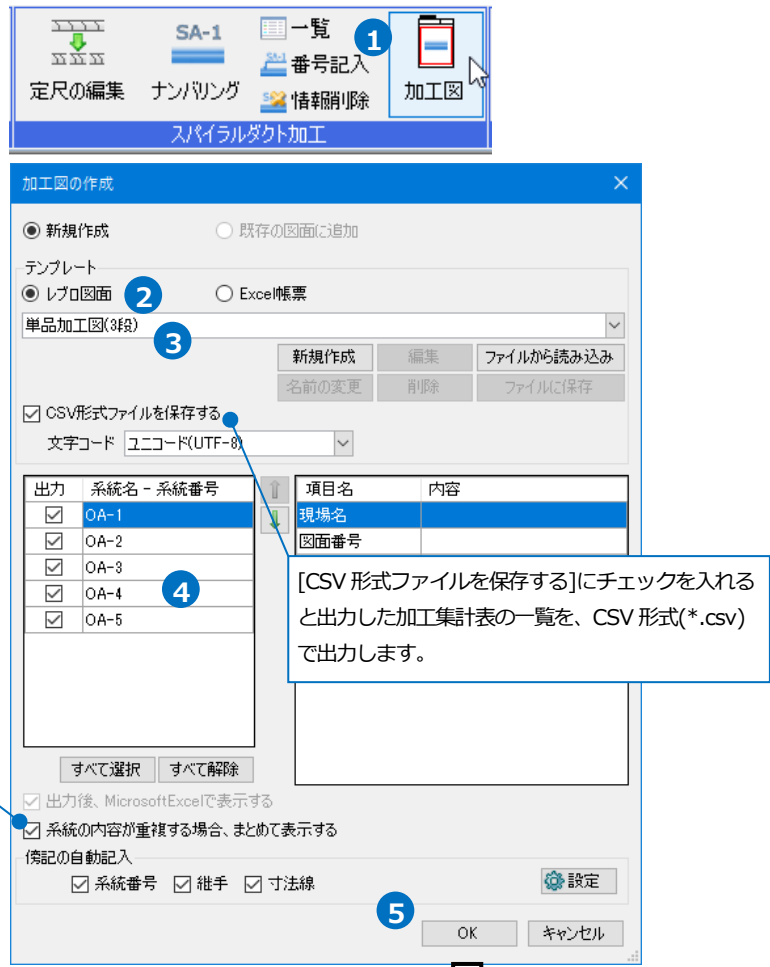 SA-1
一覧
1
SA-1
番号記入
定尺の編集
ナンバリング
情報削除
加工図
スパイラルダクト加工
加工図の作成
新規作成
既存の図面に追加
テンプレート
レブロ図面
2
Excel帳票
単品加工図(3段)
3
新規作成
編集
ファイルから読み込み
名前の変更
削除
ファイルに保存
CSV形式ファイルを保存する
文字コード ユニコード(UTF-8)
出力 系統名 - 系統番号
項目名 内容
OA-1
現場名
OA-2
図面番号
OA-3
OA-4
4
OA-5
[CSV 形式ファイルを保存する]にチェックを入れる
と出力した加工集計表の一覧を、CSV 形式(*.csv)
で出力します。
すべて選択 すべて解除
出力後、MicrosoftExcelで表示する
系統の内容が重複する場合、まとめて表示する
傍記の自動記入
系統番号 継手 寸法線
設定
5
OK キャンセル